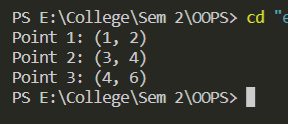 PS E:\College\Sem 2\OOPS> cd "e
Point 1: (1, 2)
Point 2: (3, 4)
Point 3: (4, 6)
PS E:\College\Sem 2\OOPS>